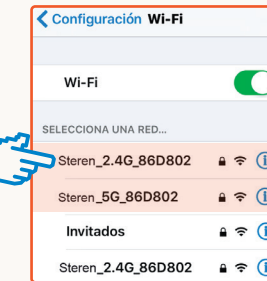 Configuración Wi-Fi
Wi-Fi
SELECCIONA UNA RED...
Steren_2.4G_86D802
Steren_5G_86D802
Invitados
Steren_2.4G_86D802